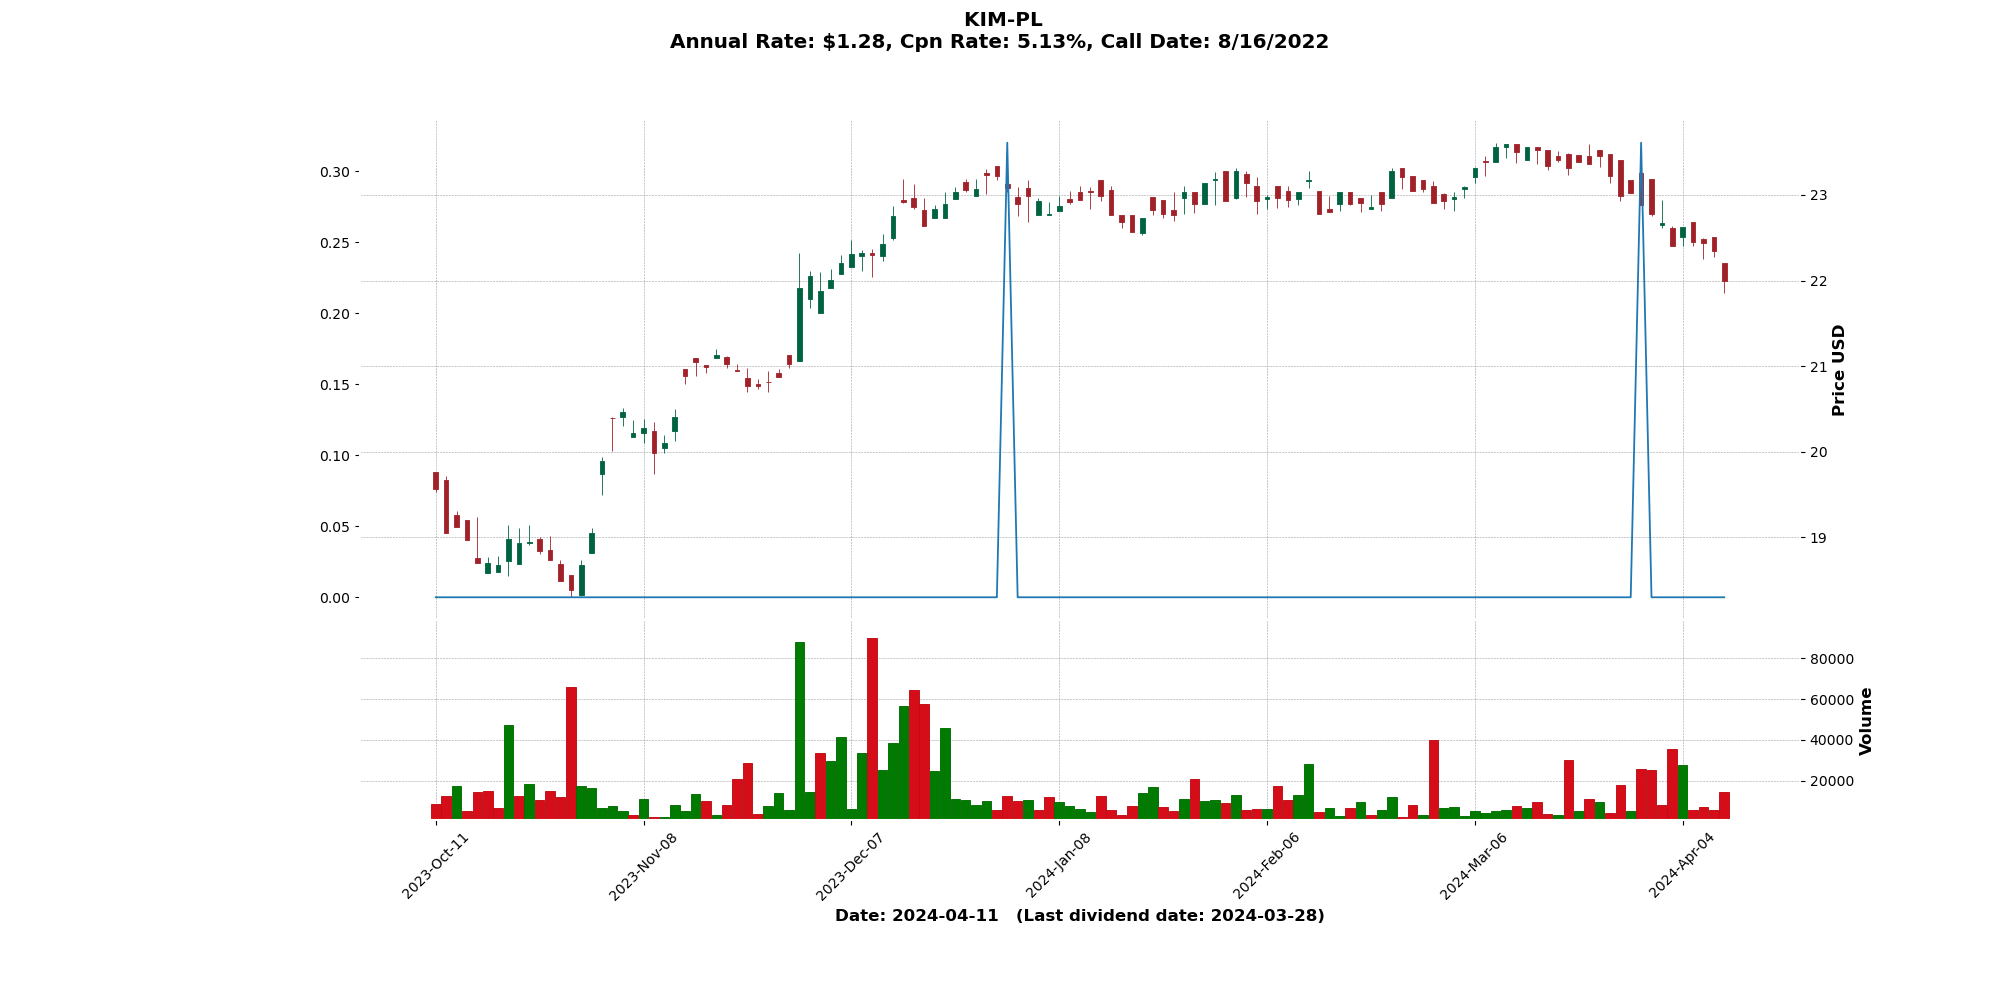 KIM-PL
Annual Rate: $1.28, Cpn Rate: 5.13%, Call Date: 8/16/2022
0.30
0.25
0.20
0.15
0.10
0.05
0.00
23
22
21
20
19
Price USD
80000
60000
40000
20000
Volume
2023-Oct-11
2023-Nov-08
2023-Dec-07
2024-Jan-08
2024-Feb-06
2024-Mar-06
2024-Apr-04
Date: 2024-04-11 (Last dividend date: 2024-03-28)